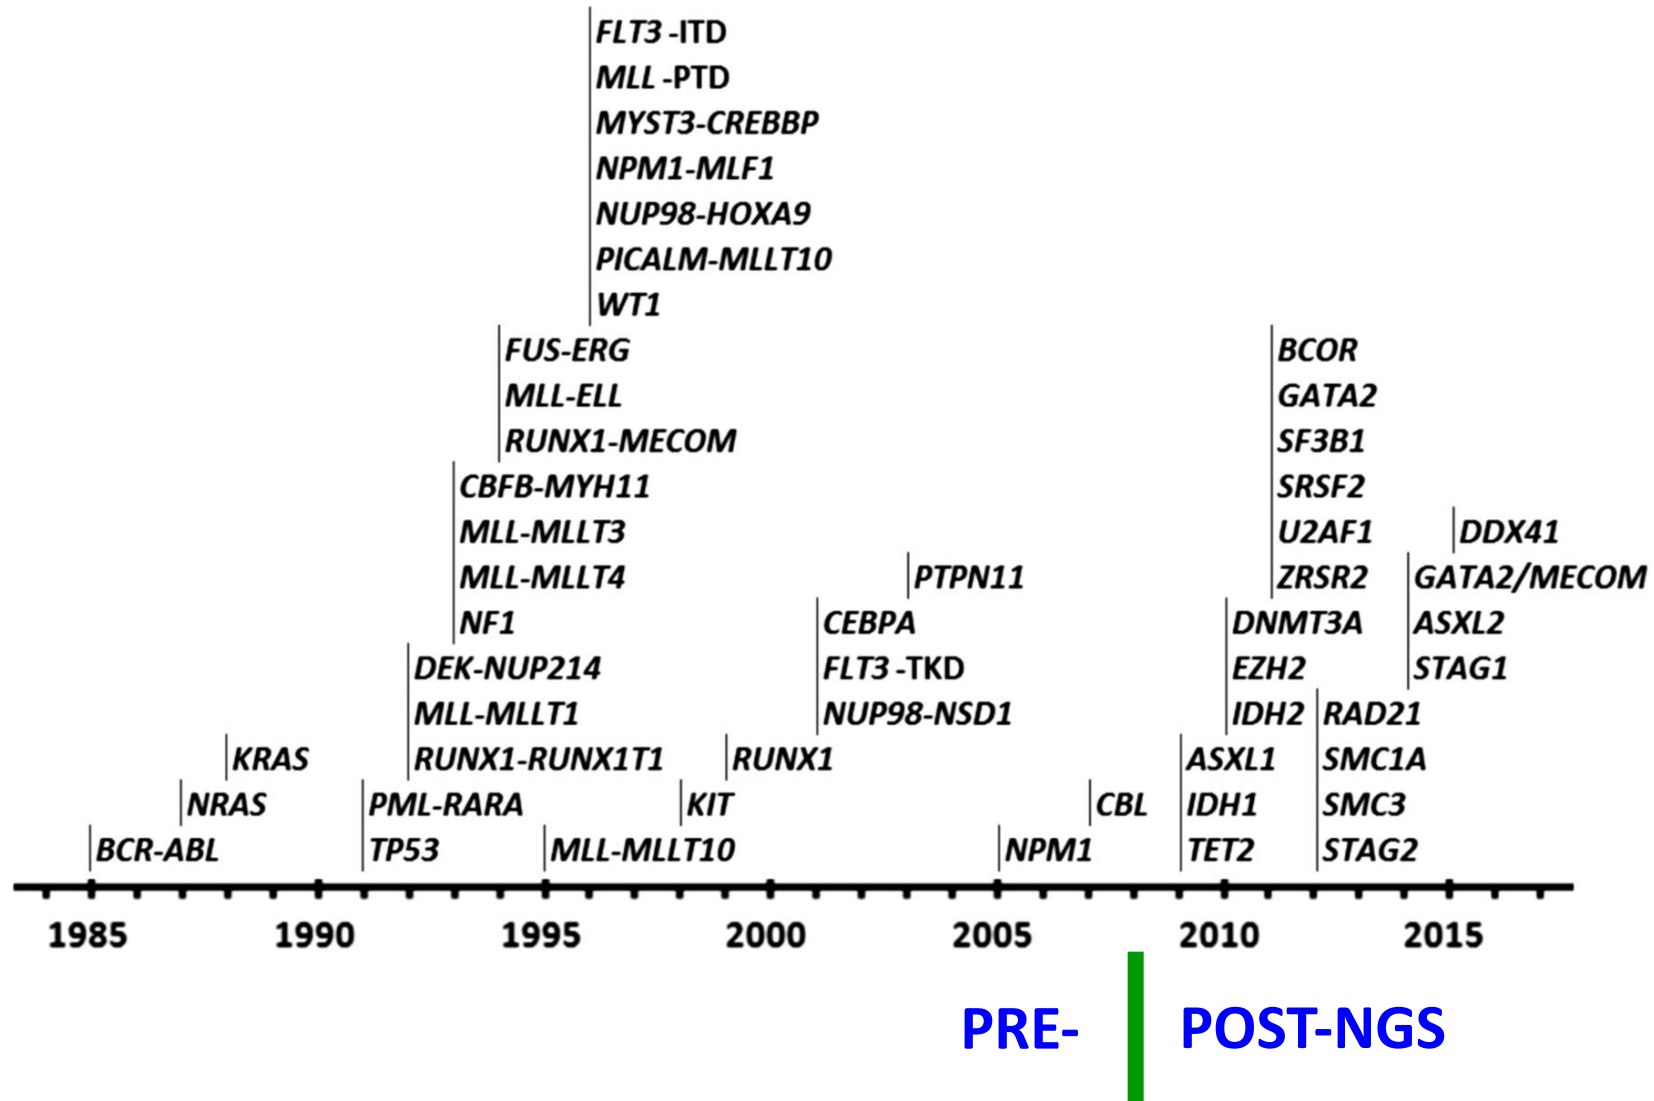 FLT3 -ITD
MLL -PTD
MYST3-CREBBP
NPM1-MLF1
NUP98-HOXA9
PICALM-MLLT10
WT1
FUS-ERG
MLL-ELL
RUNX1-MECOM
CBFB-MYH11
MLL-MLLT3
MLL-MLLT4
NF1
DEK-NUP214
MLL-MLLT1
RUNX1-RUNX1T1
KRAS
NRAS
BCR-ABL
PML-RARA
TP53
MLL-MLLT10
KIT
RUNX1
CEBPA
FLT3 -TKD
NUP98-NSD1
PTPN11
NPM1
CBL
BCOR
GATA2
SF3B1
SRSF2
U2AF1
ZRSR2
DNMT3A
EZH2
IDH2
ASXL1
IDH1
TET2
RAD21
SMC1A
SMC3
STAG2
DDX41
GATA2/MECOM
ASXL2
STAG1
1985 1990 1995 2000 2005 2010 2015
PRE- POST-NGS